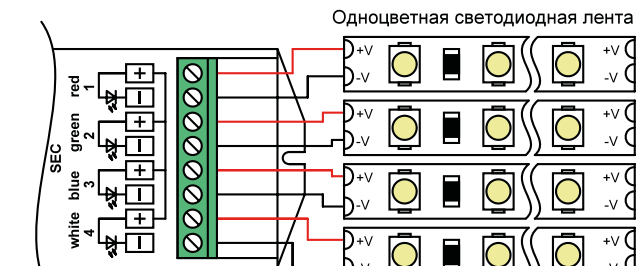 Одноцветная светодиодная лента
SEC
red
1
+
−
green
2
+
−
blue
3
+
−
white
4
+
−
+V +V
-V -V
+V +V
-V -V
+V +V
-V -V
+V +V